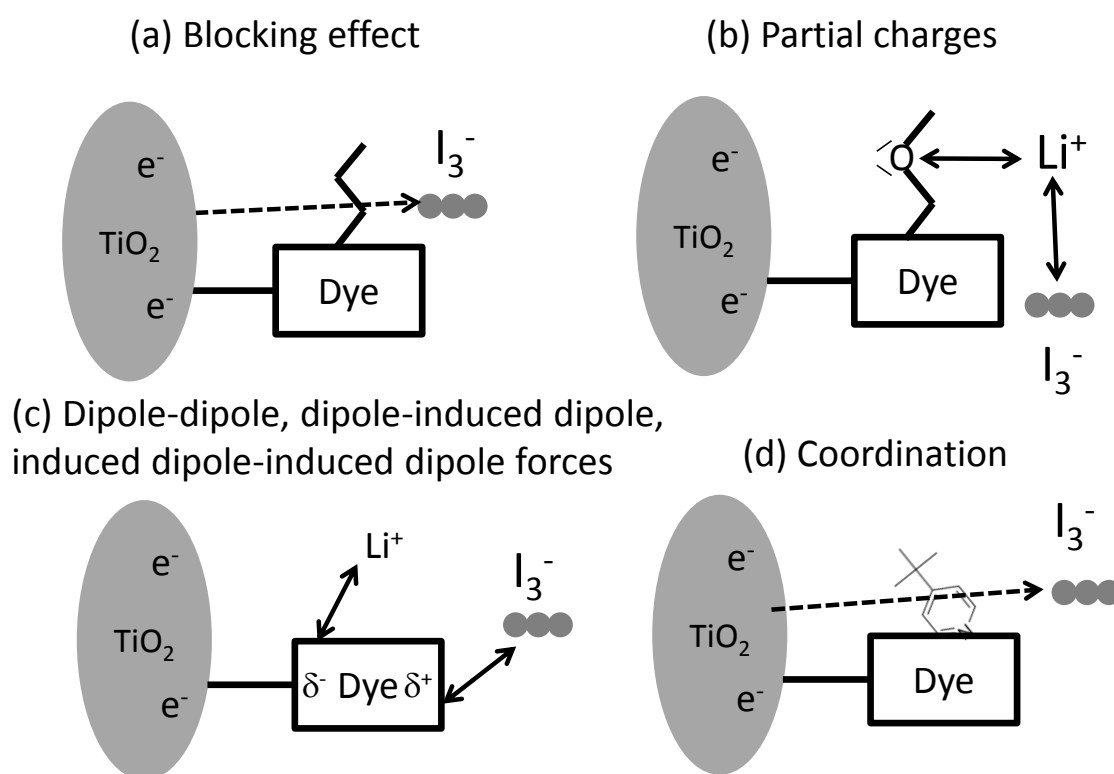 (a) Blocking effect
e⁻
TiO₂
e⁻
Dye
I₃⁻
(b) Partial charges
e⁻
TiO₂
e⁻
O
Dye
Li⁺
I₃⁻
(c) Dipole-dipole, dipole-induced dipole,
induced dipole-induced dipole forces
e⁻
TiO₂
e⁻
Li⁺
δ⁻ Dye δ⁺
I₃⁻
(d) Coordination
e⁻
TiO₂
e⁻
N
Dye
I₃⁻